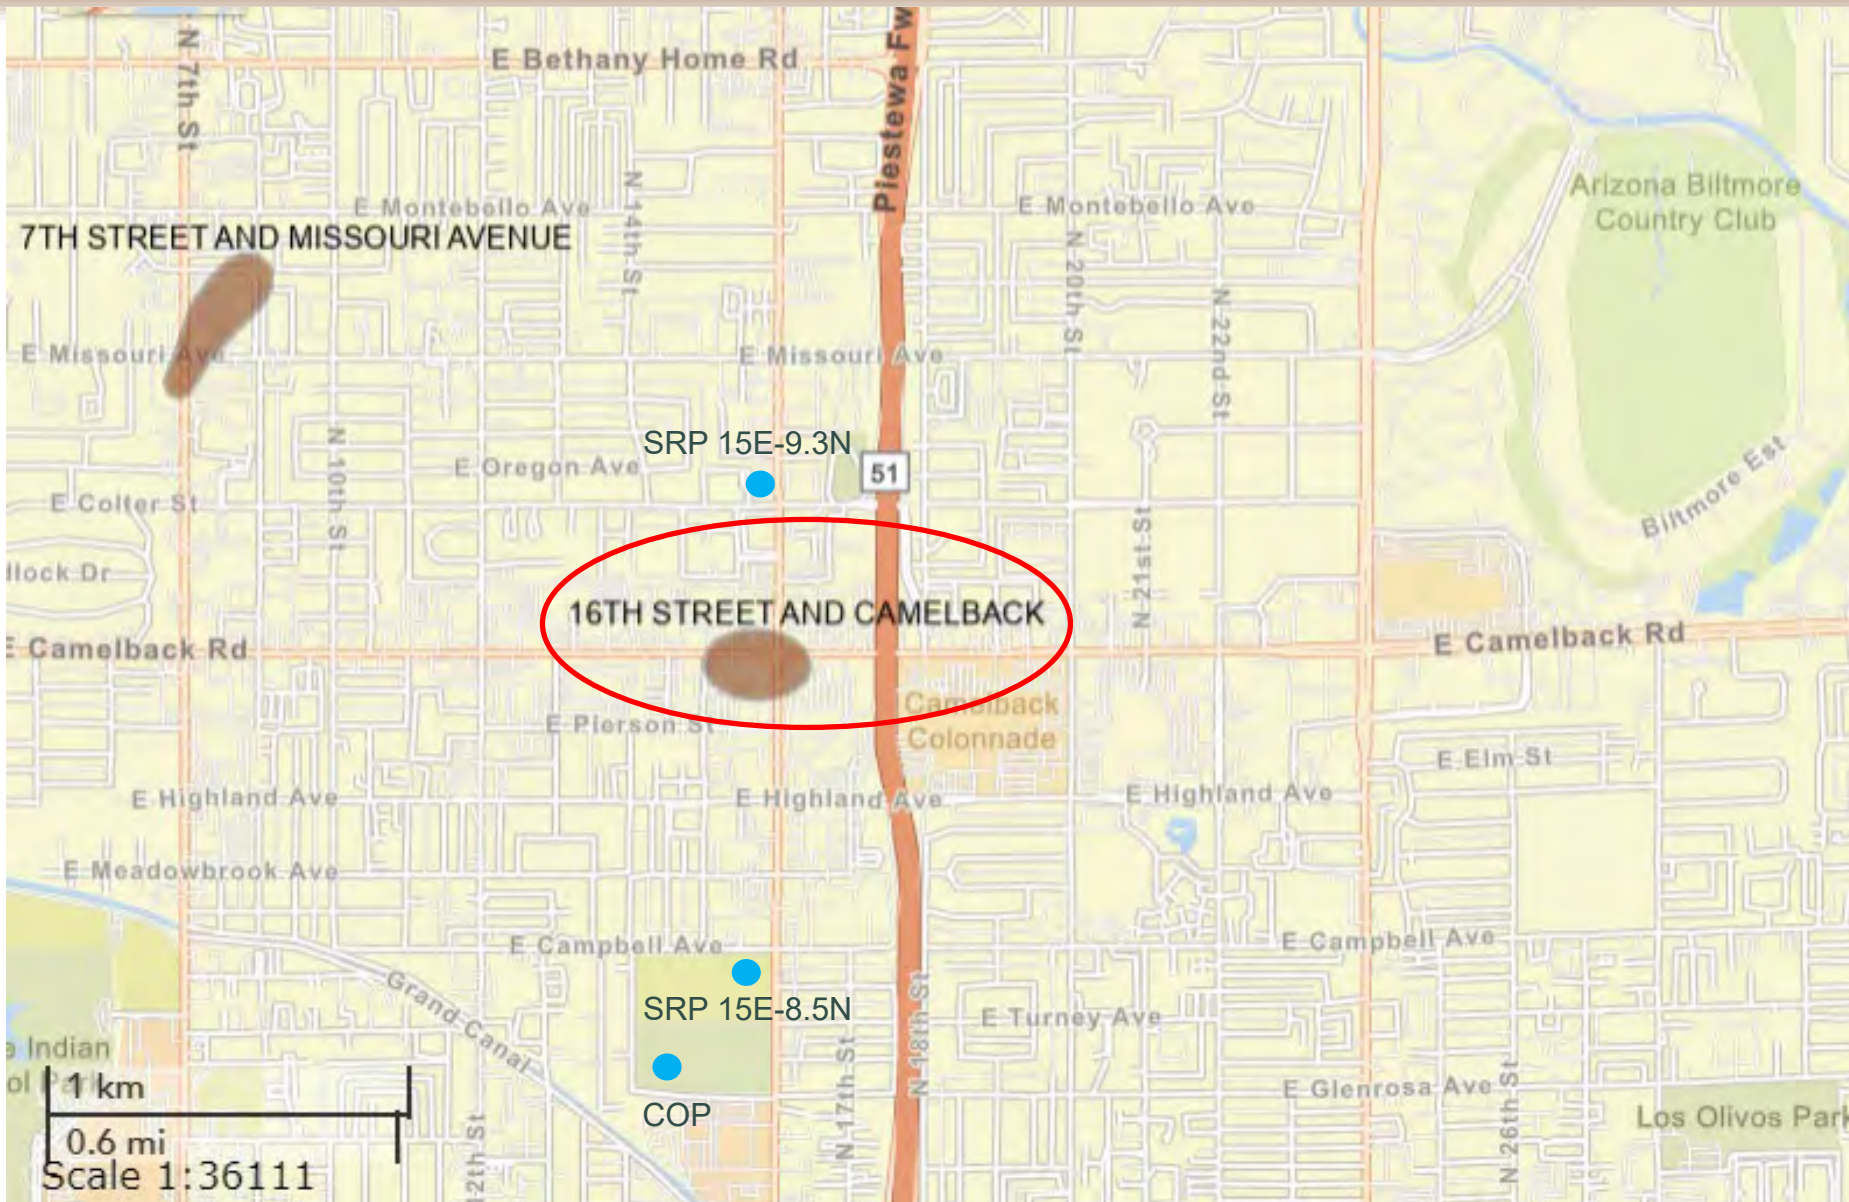 E Bethany Home Rd
N 7th St
Piestewa Fw
N 14th St
E Montebello Ave
E Montebello Ave
Arizona Biltmore
Country Club
7TH STREET AND MISSOURI AVENUE
N 20th St
N 22nd St
E Missouri Ave
E Missouri Ave
SRP 15E-9.3N
N 10th St
E Oregon Ave
51
Biltmore Est
E Colter St
N 21st St
16TH STREET AND CAMELBACK
E Camelback Rd
E Camelback Rd
Camelback
Colonnade
E Pierson St
E Elm St
E Highland Ave
E Highland Ave
E Highland Ave
E Meadowbrook Ave
E Campbell Ave
E Campbell Ave
Grand Canal
SRP 15E-8.5N
N 18th St
E Turney Ave
Indian
N 17th St
COP
E Glenrosa Ave
N 26th St
Los Olivos Park
12th St
1 km
0.6 mi
Scale 1:36111